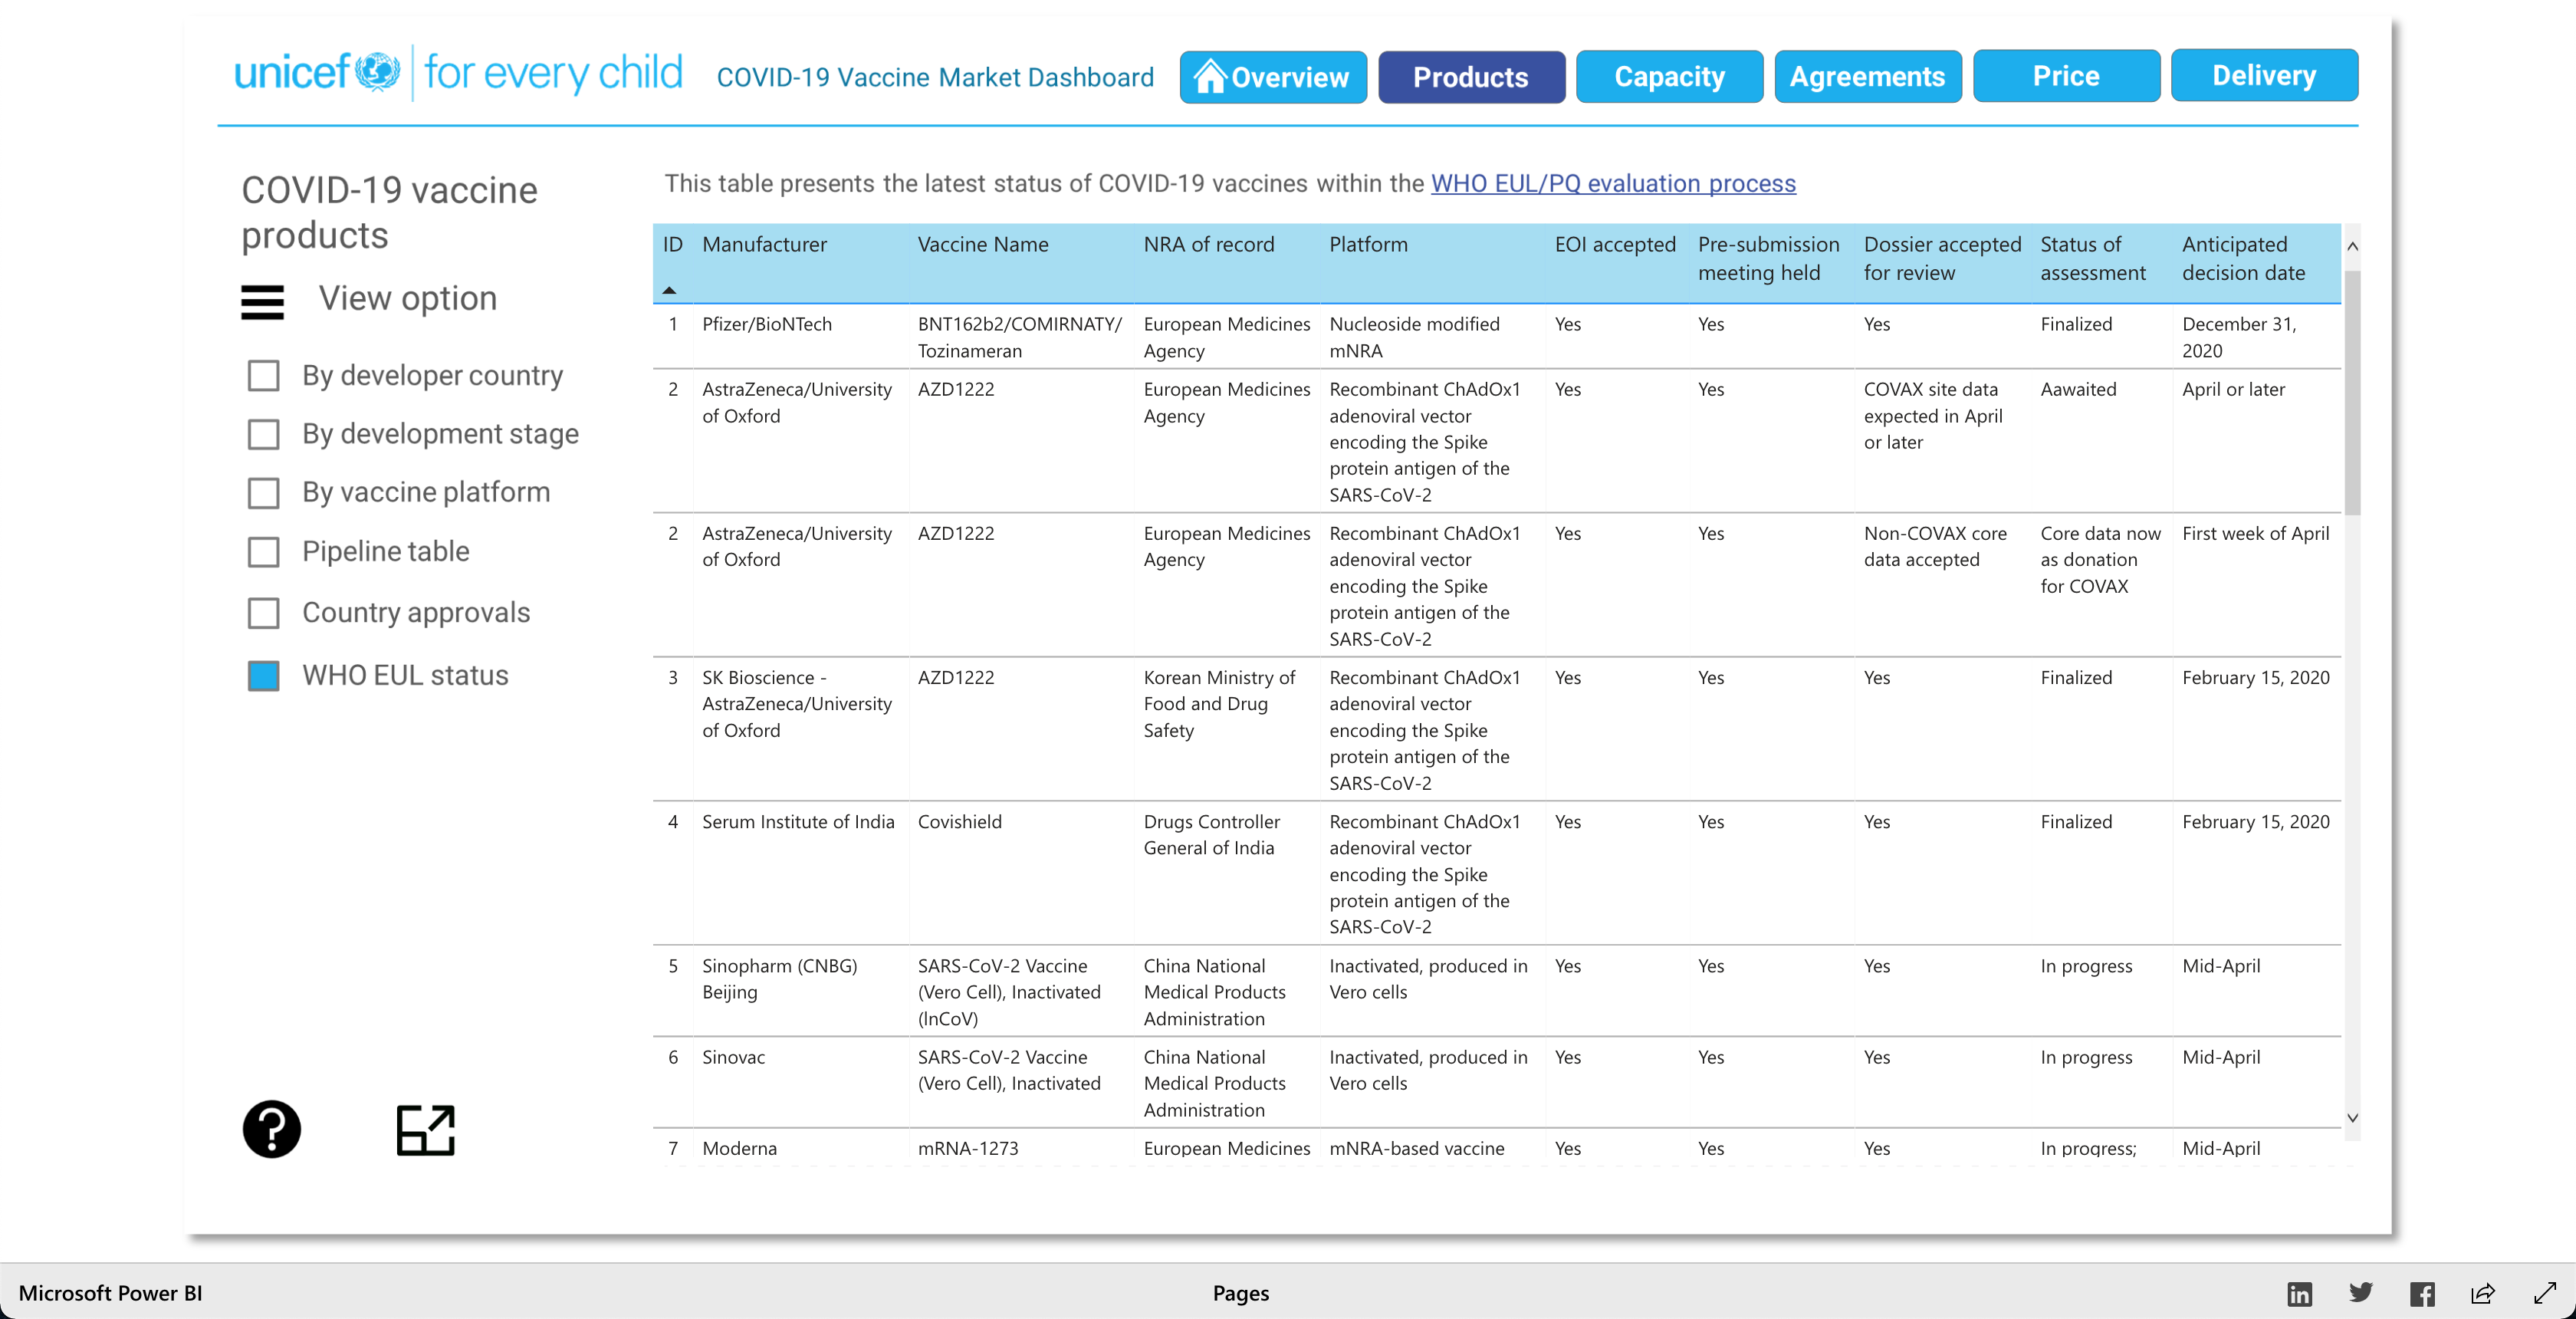 unicef for every child COVID-19 Vaccine Market Dashboard Overview Products Capacity Agreements Price Delivery
COVID-19 vaccine
products
View option
By developer country
By development stage
By vaccine platform
Pipeline table
Country approvals
WHO EUL status
?
This table presents the latest status of COVID-19 vaccines within the WHO EUL/PQ evaluation process
ID Manufacturer Vaccine Name NRA of record Platform EOI accepted Pre-submission Dossier accepted Status of Anticipated
meeting held for review assessment decision date
1 Pfizer/BioNTech BNT162b2/COMIRNATY/ European Medicines Nucleoside modified Yes Yes Yes Finalized December 31,
Tozinameran Agency mNRA 2020
2 AstraZeneca/University AZD1222 European Medicines Recombinant ChAdOx1 Yes Yes COVAX site data Aawaited April or later
of Oxford Agency adenoviral vector expected in April
encoding the Spike or later
protein antigen of the
SARS-CoV-2
2 AstraZeneca/University AZD1222 European Medicines Recombinant ChAdOx1 Yes Yes Non-COVAX core Core data now First week of April
of Oxford Agency adenoviral vector data accepted as donation
encoding the Spike for COVAX
protein antigen of the
SARS-CoV-2
3 SK Bioscience - AZD1222 Korean Ministry of Recombinant ChAdOx1 Yes Yes Yes Finalized February 15, 2020
AstraZeneca/University Food and Drug adenoviral vector
of Oxford Safety encoding the Spike
protein antigen of the
SARS-CoV-2
4 Serum Institute of India Covishield Drugs Controller Recombinant ChAdOx1 Yes Yes Yes Finalized February 15, 2020
General of India adenoviral vector
encoding the Spike
protein antigen of the
SARS-CoV-2
5 Sinopharm (CNBG) SARS-CoV-2 Vaccine China National Inactivated, produced in Yes Yes Yes In progress Mid-April
Beijing (Vero Cell), Inactivated Medical Products Vero cells
(lnCoV) Administration
6 Sinovac SARS-CoV-2 Vaccine China National Inactivated, produced in Yes Yes Yes In progress Mid-April
(Vero Cell), Inactivated Medical Products Vero cells
Administration
7 Moderna mRNA-1273 European Medicines mNRA-based vaccine Yes Yes Yes In progress; Mid-April
Microsoft Power BI Pages